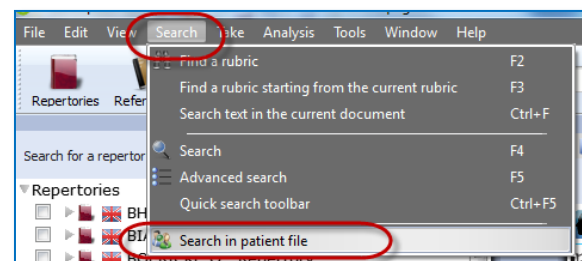 File Edit View Search Take Analysis Tools Window Help
Find a rubric F2
Find a rubric starting from the current rubric F3
Repertories Refer
Search text in the current document Ctrl+F
Search for a repertor
Search F4
Advanced search F5
Repertories
Quick search toolbar Ctrl+F5
BH
Search in patient file